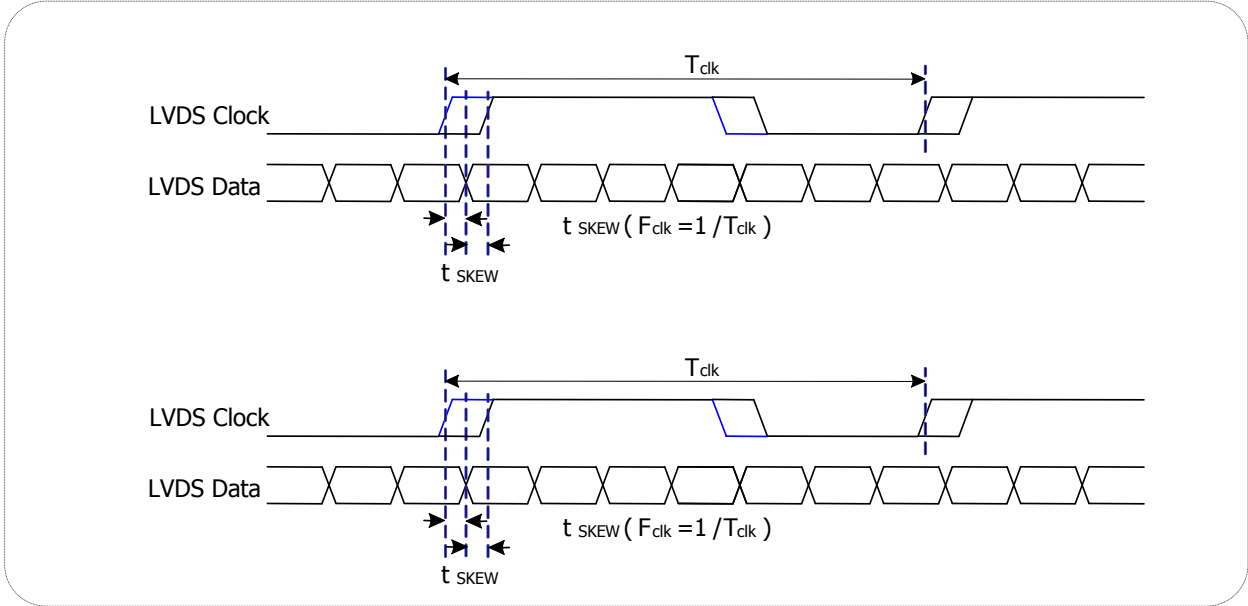 Tclk
LVDS Clock
LVDS Data
t SKEW ( Fclk =1 /Tclk )
t SKEW
Tclk
LVDS Clock
LVDS Data
t SKEW ( Fclk =1 /Tclk )
t SKEW